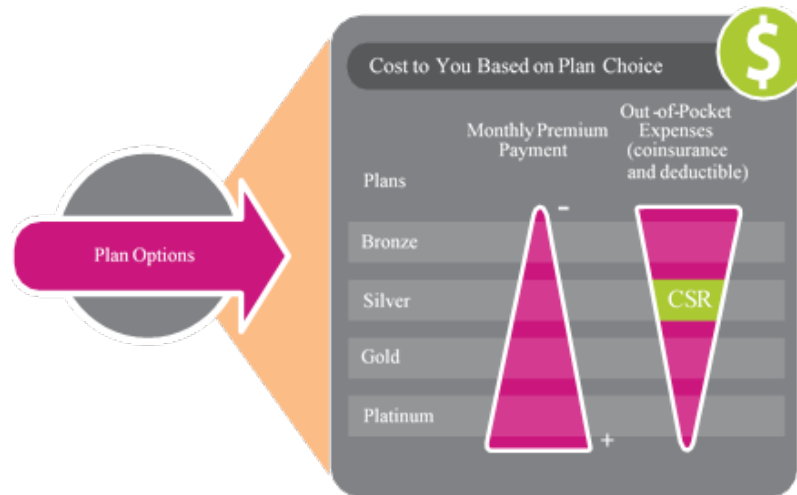 Cost to You Based on Plan Choice
$
Monthly Premium
Payment
Out -of-Pocket
Expenses
(coinsurance
and deductible)
Plans
-
Bronze
Plan Options
Silver
CSR
Gold
Platinum
+